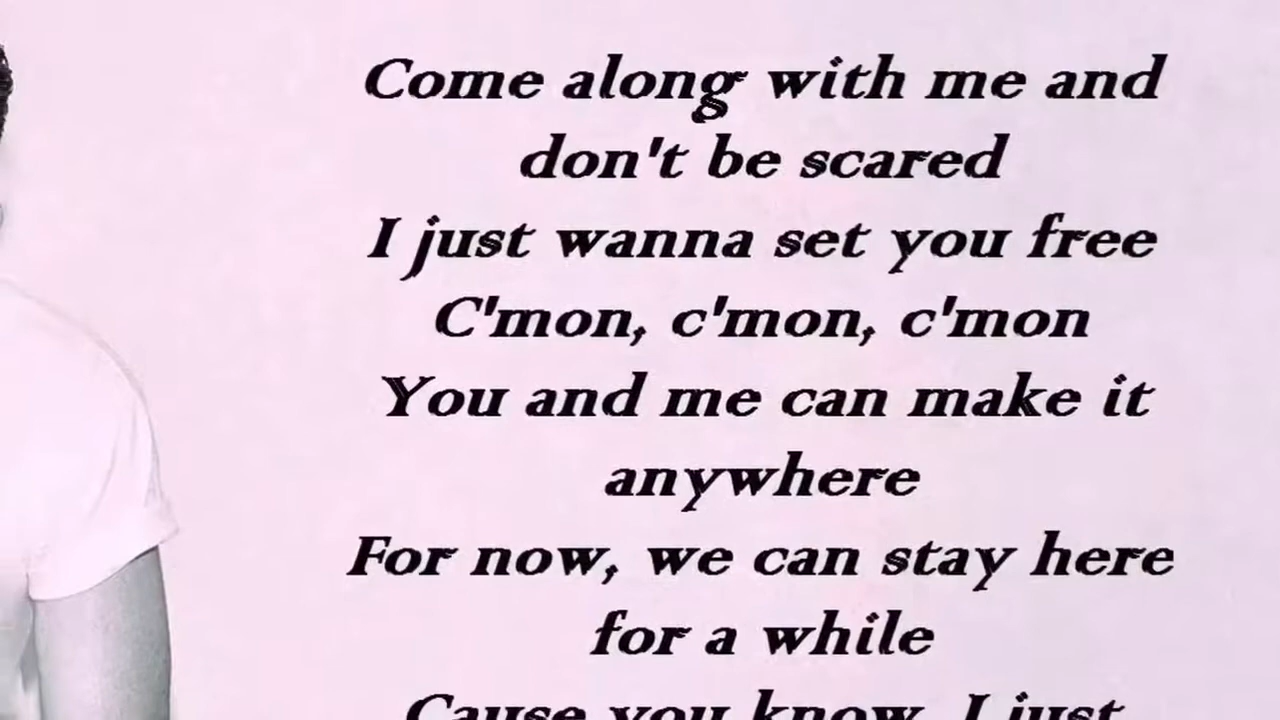 Come along with me and
don't be scared
I just wanna set you free
C'mon, c'mon, c'mon
You and me can make it
anywhere
For now, we can stay here
for a while
Cause you know, I just